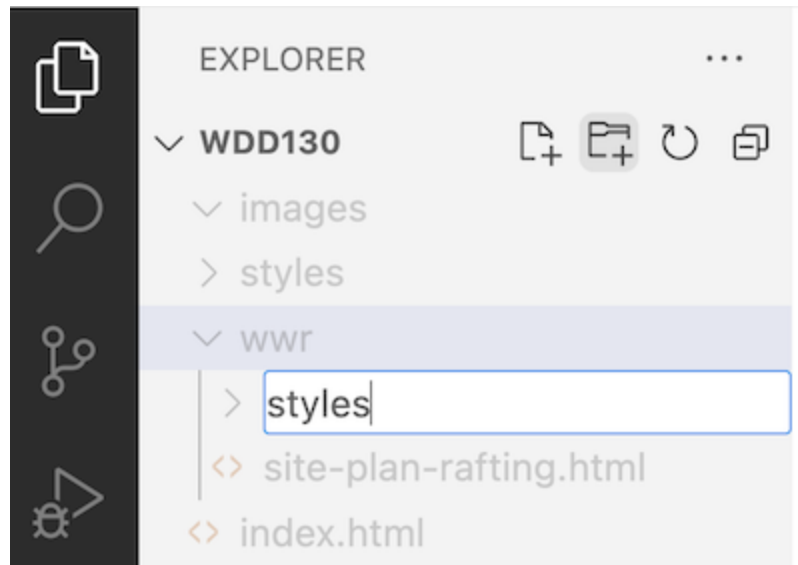 EXPLORER
WDD130
images
styles
wwr
styles
site-plan-rafting.html
index.html